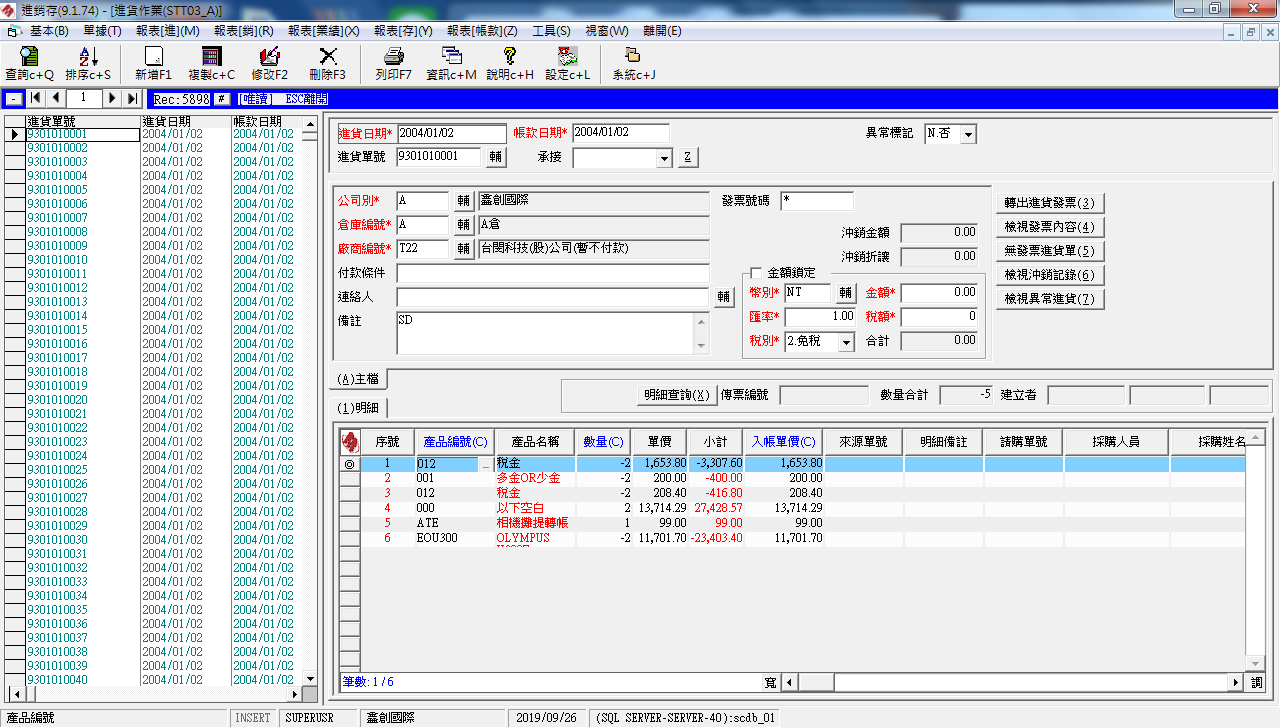 進銷存(9.1.74) - [進貨作業(STT03_A)]
基本(B) 單據(T) 報表[進](M) 報表[銷](R) 報表[業績](X) 報表[存](Y) 報表[帳款](Z) 工具(S) 視窗(W) 離開(E)
查詢c+Q 排序c+S 新增F1 複製c+C 修改F2 刪除F3 列印F7 資訊c+M 說明c+H 設定c+L 系統c+J
1 Rec:5898 # [唯讀] ESC離開
進貨單號 進貨日期 帳款日期
9301010001 2004/01/02 2004/01/02
9301010002 2004/01/02 2004/01/02
9301010003 2004/01/02 2004/01/02
9301010004 2004/01/02 2004/01/02
9301010005 2004/01/02 2004/01/02
9301010006 2004/01/02 2004/01/02
9301010007 2004/01/02 2004/01/02
9301010008 2004/01/02 2004/01/02
9301010009 2004/01/02 2004/01/02
9301010010 2004/01/02 2004/01/02
9301010011 2004/01/02 2004/01/02
9301010012 2004/01/02 2004/01/02
9301010013 2004/01/02 2004/01/02
9301010014 2004/01/02 2004/01/02
9301010015 2004/01/02 2004/01/02
9301010016 2004/01/02 2004/01/02
9301010017 2004/01/02 2004/01/02
9301010018 2004/01/02 2004/01/02
9301010019 2004/01/02 2004/01/02
9301010020 2004/01/02 2004/01/02
9301010021 2004/01/02 2004/01/02
9301010022 2004/01/02 2004/01/02
9301010023 2004/01/02 2004/01/02
9301010024 2004/01/02 2004/01/02
9301010025 2004/01/02 2004/01/02
9301010026 2004/01/02 2004/01/02
9301010027 2004/01/02 2004/01/02
9301010028 2004/01/02 2004/01/02
9301010029 2004/01/02 2004/01/02
9301010030 2004/01/02 2004/01/02
9301010031 2004/01/02 2004/01/02
9301010032 2004/01/02 2004/01/02
9301010033 2004/01/02 2004/01/02
9301010034 2004/01/02 2004/01/02
9301010035 2004/01/02 2004/01/02
9301010036 2004/01/02 2004/01/02
9301010037 2004/01/02 2004/01/02
9301010038 2004/01/02 2004/01/02
9301010039 2004/01/02 2004/01/02
9301010040 2004/01/02 2004/01/02
進貨日期* 2004/01/02 帳款日期* 2004/01/02 異常標記 N.否
進貨單號 9301010001 輔 承接 Z
公司別* A 輔 鑫創國際 發票號碼 * 轉出進貨發票(3)
倉庫編號* A 輔 A倉 沖銷金額 0.00 檢視發票內容(4)
廠商編號* T22 輔 台閔科技(股)公司(暫不付款) 沖銷折讓 0.00 無發票進貨單(5)
付款條件 金額鎖定 檢視沖銷記錄(6)
連絡人 輔 幣別* NT 輔 金額* 0.00 檢視異常進貨(7)
備註 SD 匯率* 1.00 稅額* 0
稅別* 2.免稅 合計 0.00
(A)主檔
明細查詢(X) 傳票編號 數量合計 -5 建立者
(1)明細
序號 產品編號(C) 產品名稱 數量(C) 單價 小計 入帳單價(C) 來源單號 明細備註 請購單號 採購人員 採購姓名
1 012 ... 稅金 -2 1,653.80 -3,307.60 1,653.80
2 001 多金OR少金 -2 200.00 -400.00 200.00
3 012 稅金 -2 208.40 -416.80 208.40
4 000 以下空白 2 13,714.29 27,428.57 13,714.29
5 ATE 相機攤提轉帳 1 99.00 99.00 99.00
6 EOU300 OLYMPUS -2 11,701.70 -23,403.40 11,701.70
筆數: 1 / 6 寬 調
產品編號 INSERT SUPERUSR 鑫創國際 2019/09/26 (SQL SERVER-SERVER-40):scdb_01